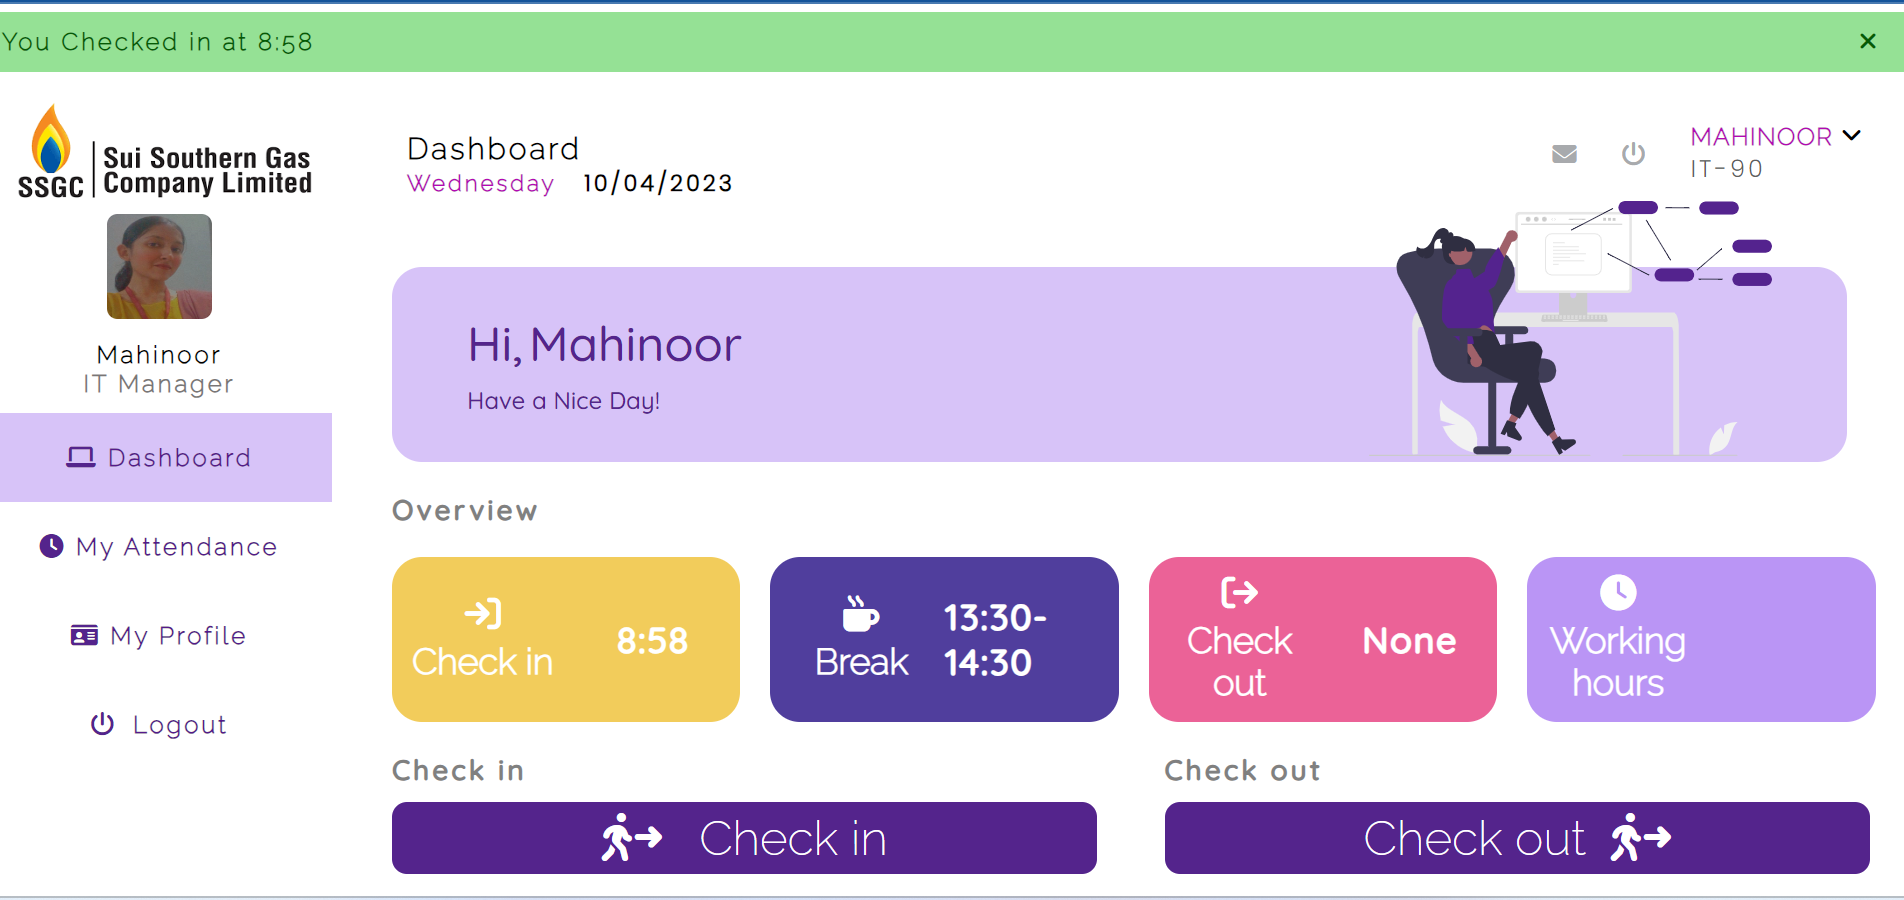 You Checked in at 8:58
SSGC
Sui Southern Gas
Company Limited
Mahinoor
IT Manager
Dashboard
My Attendance
My Profile
Logout
Dashboard
Wednesday 10/04/2023
MAHINOOR
IT-90
Hi, Mahinoor
Have a Nice Day!
Overview
Check in
8:58
Break
13:30-
14:30
Check
out
None
Working
hours
Check in
Check in
Check out
Check out